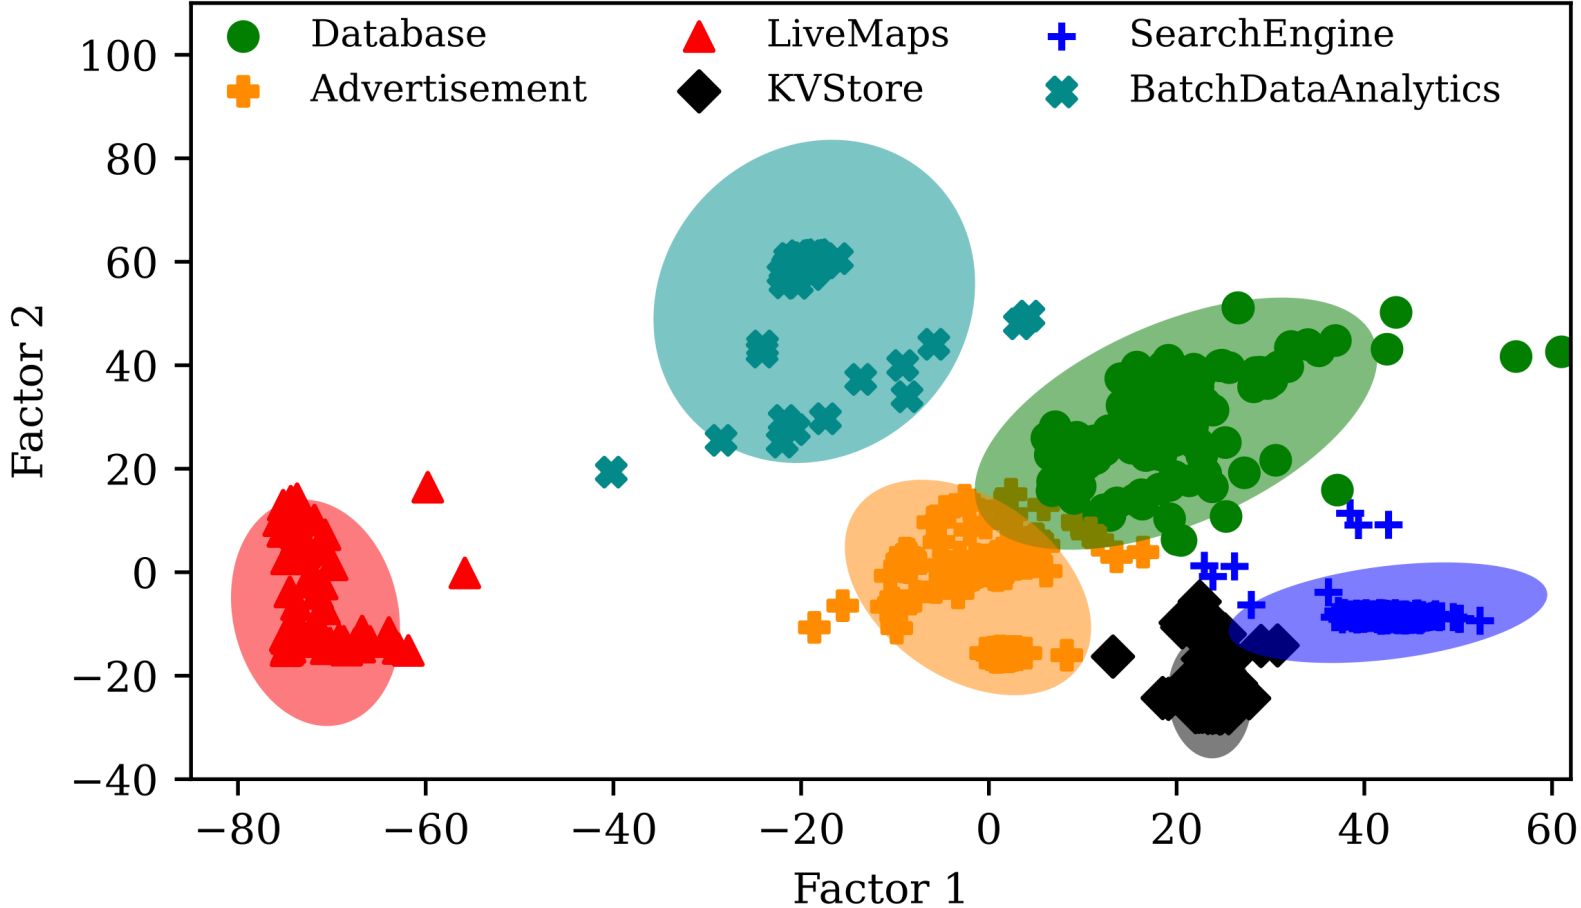 Database LiveMaps SearchEngine
Advertisement KVStore BatchDataAnalytics
100
80
60
40
20
0
−20
−40
−80 −60 −40 −20 0 20 40 60
Factor 1
Factor 2